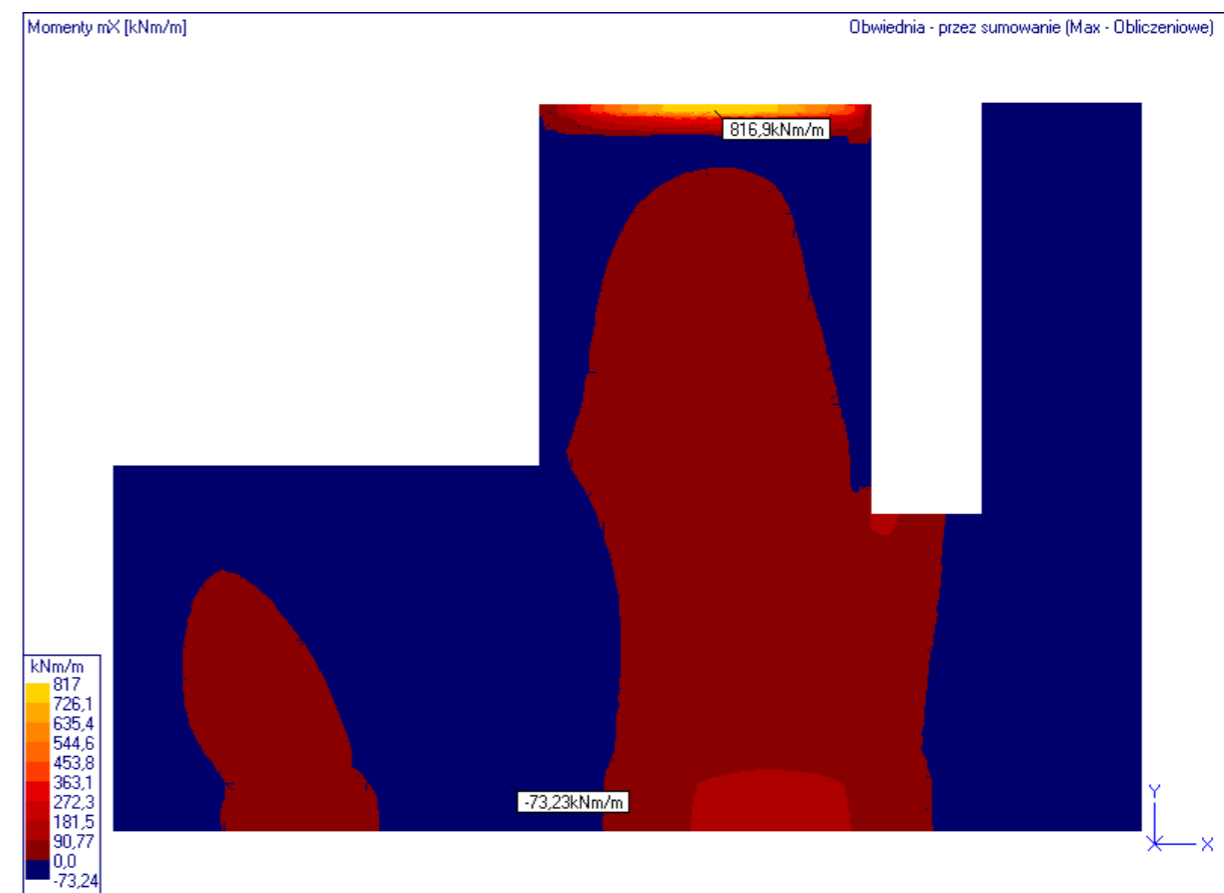 Momenty mX [kNm/m]
Obwiednia - przez sumowanie (Max - Obliczeniowe)
816,9kNm/m
-73,23kNm/m
kNm/m
817
726,1
635,4
544,6
453,8
363,1
272,3
181,5
90,77
0,0
-73,24
Y
X